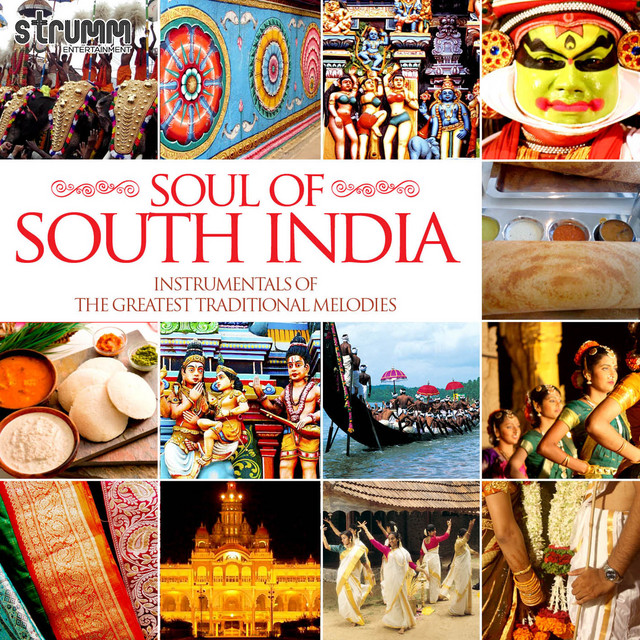 strumm
ENTERTAINMENT
SOUL OF
SOUTH INDIA
INSTRUMENTALS OF
THE GREATEST TRADITIONAL MELODIES